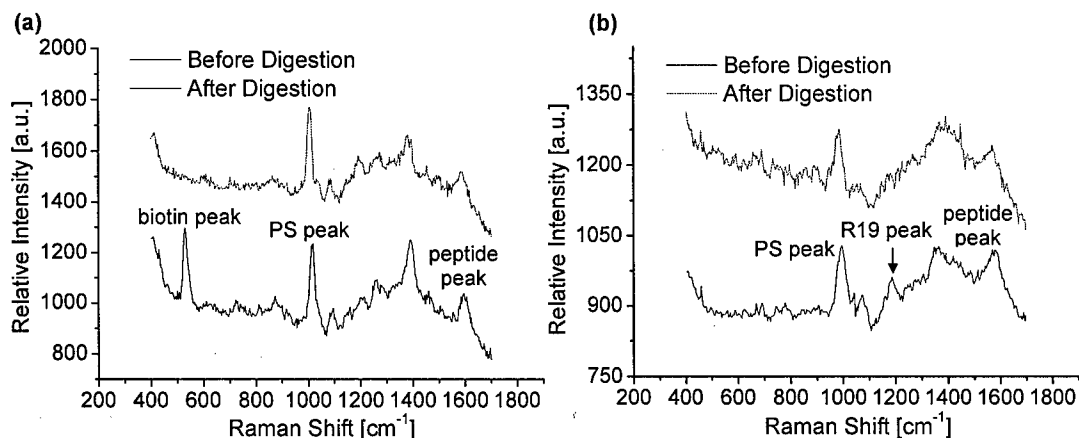 (a)
Before Digestion
After Digestion
2000
1800
1600
1400
1200
1000
800
Relative Intensity [a.u.]
biotin peak
PS peak
peptide
peak
200 400 600 800 1000 1200 1400 1600 1800
Raman Shift [cm-1]
(b)
Before Digestion
After Digestion
1350
1200
1050
900
750
Relative Intensity [a.u.]
PS peak
R19 peak
peptide
peak
200 400 600 800 1000 1200 1400 1600 1800
Raman Shift [cm-1]